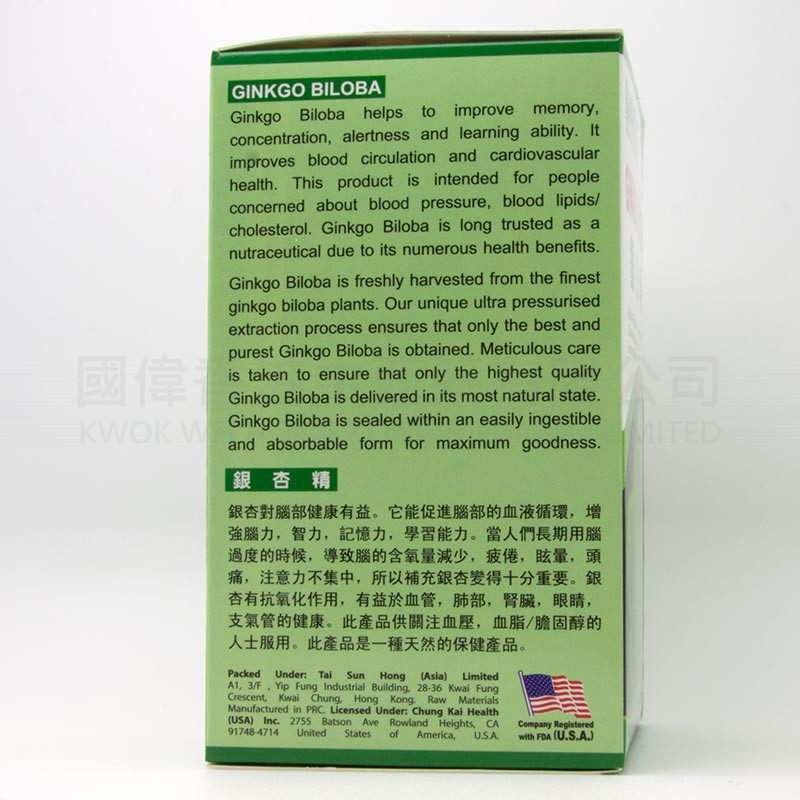 GINKGO BILOBA
Ginkgo Biloba helps to improve memory,
concentration, alertness and learning ability. It
improves blood circulation and cardiovascular
health. This product is intended for people
concerned about blood pressure, blood lipids/
cholesterol. Ginkgo Biloba is long trusted as a
nutraceutical due to its numerous health benefits.
Ginkgo Biloba is freshly harvested from the finest
ginkgo biloba plants. Our unique ultra pressurised
extraction process ensures that only the best and
purest Ginkgo Biloba is obtained. Meticulous care
is taken to ensure that only the highest quality
Ginkgo Biloba is delivered in its most natural state.
Ginkgo Biloba is sealed within an easily ingestible
and absorbable form for maximum goodness.
國偉 公司
KWOK LIMITED
銀杏精
銀杏對腦部健康有益。它能促進腦部的血液循環，增
強腦力，智力，記憶力，學習能力。當人們長期用腦
過度的時候，導致腦的含氧量減少，疲倦，眩暈，頭
痛，注意力不集中，所以補充銀杏變得十分重要。銀
杏有抗氧化作用，有益於血管，肺部，腎臟，眼睛，
支氣管的健康。此產品供關注血壓，血脂/膽固醇的
人士服用。此產品是一種天然的保健產品。
Packed Under: Tai Sun Hong (Asia) Limited
A1, 3/F , Yip Fung Industrial Building, 28-36 Kwai Fung
Crescent, Kwai Chung, Hong Kong. Raw Materials
Manufactured in PRC. Licensed Under: Chung Kai Health
(USA) Inc. 2755 Batson Ave Rowland Heights, CA
91748-4714 United States of America, U.S.A.
Company Registered
with FDA (U.S.A.)